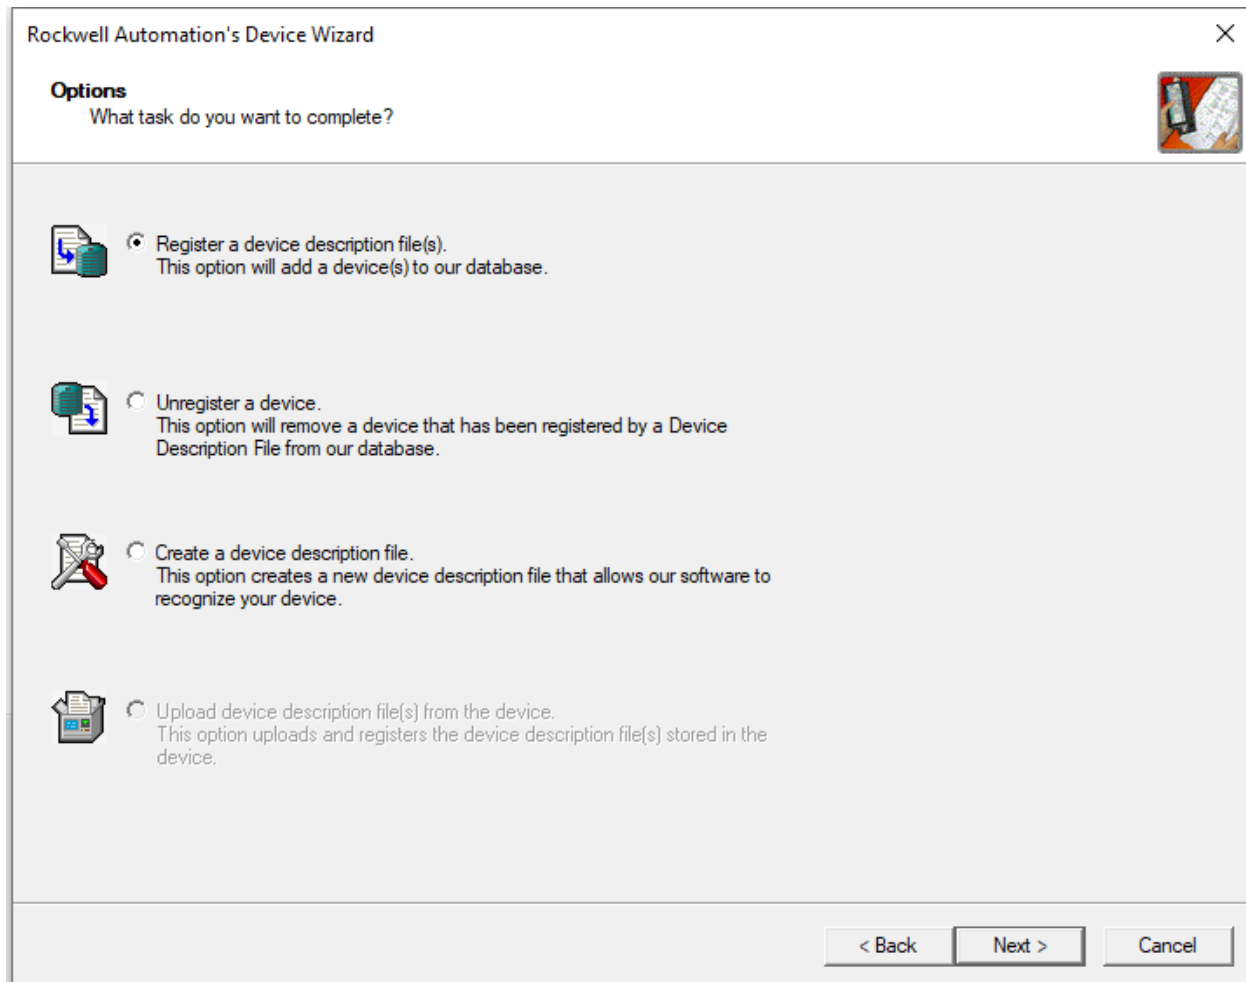 Rockwell Automation's Device Wizard
Options
What task do you want to complete?
Register a device description file(s).
This option will add a device(s) to our database.
Unregister a device.
This option will remove a device that has been registered by a Device
Description File from our database.
Create a device description file.
This option creates a new device description file that allows our software to
recognize your device.
Upload device description file(s) from the device.
This option uploads and registers the device description file(s) stored in the
device.
< Back
Next >
Cancel